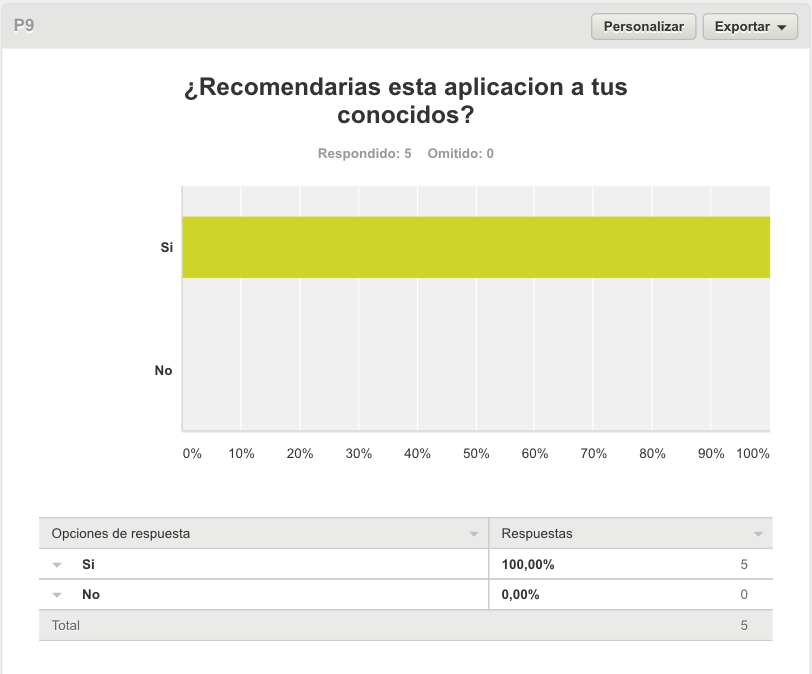 P9
Personalizar
Exportar
¿Recomendarias esta aplicacion a tus
conocidos?
Respondido: 5 Omitido: 0
Si
No
0% 10% 20% 30% 40% 50% 60% 70% 80% 90% 100%
Opciones de respuesta Respuestas
Si 100,00% 5
No 0,00% 0
Total 5